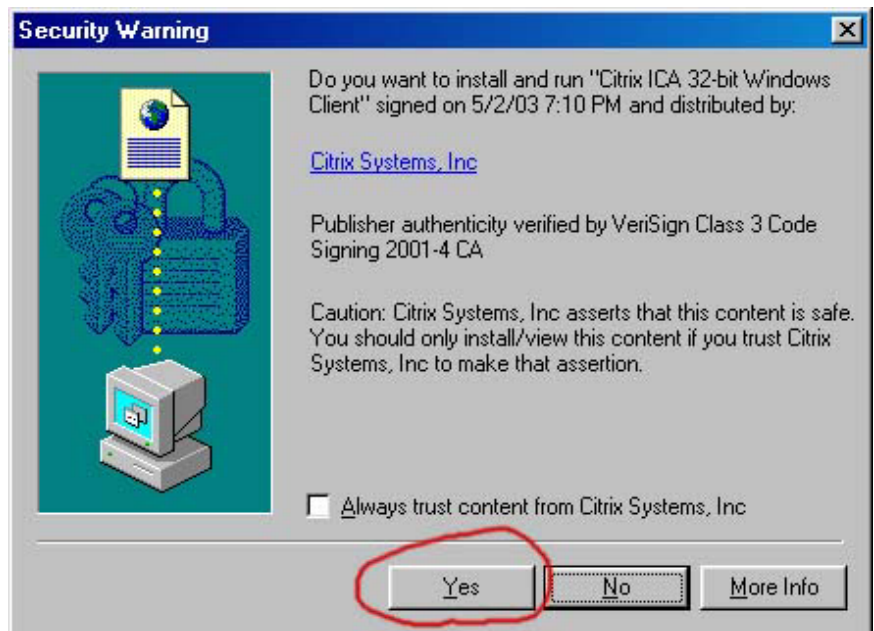 Security Warning
Do you want to install and run "Citrix ICA 32-bit Windows
Client" signed on 5/2/03 7:10 PM and distributed by:
Citrix Systems, Inc
Publisher authenticity verified by VeriSign Class 3 Code
Signing 2001-4 CA
Caution: Citrix Systems, Inc asserts that this content is safe.
You should only install/view this content if you trust Citrix
Systems, Inc to make that assertion.
Always trust content from Citrix Systems, Inc
Yes No More Info